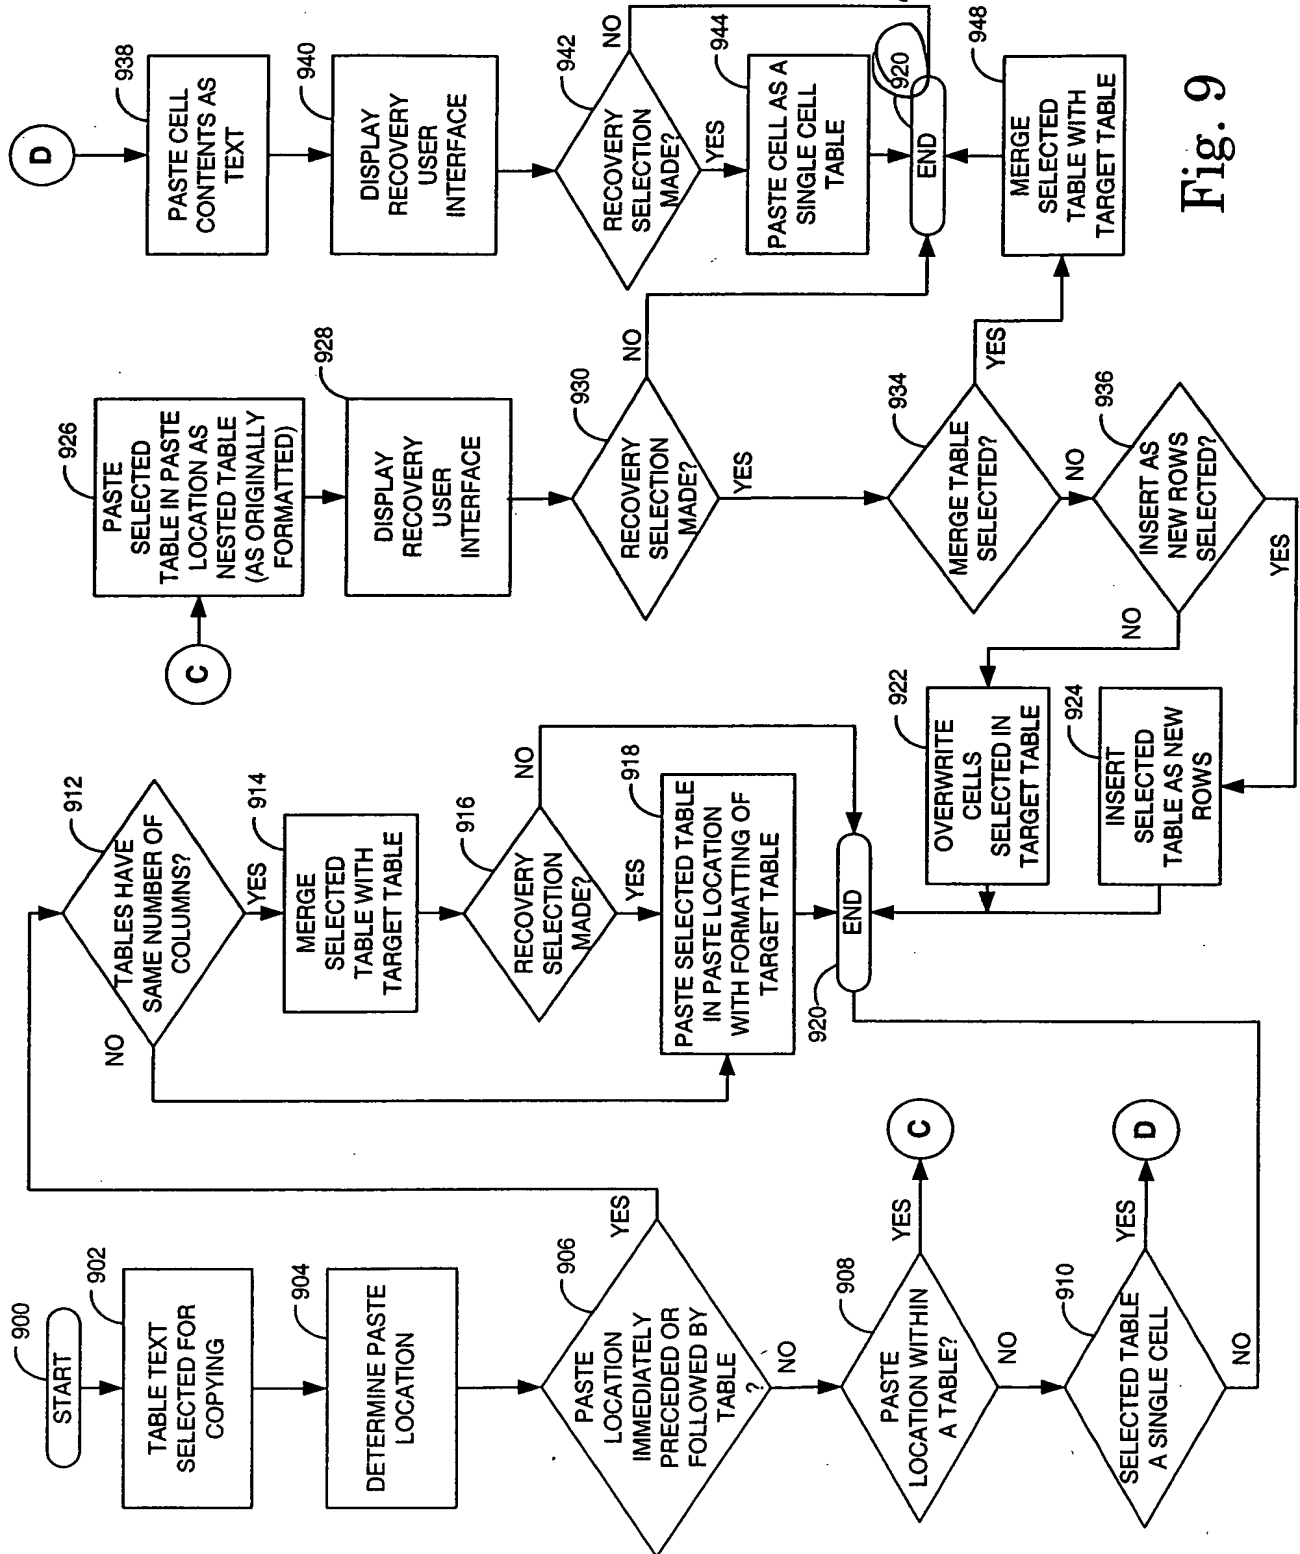 900
START
902
TABLE TEXT
SELECTED FOR
COPYING
904
DETERMINE PASTE
LOCATION
906
PASTE
LOCATION
IMMEDIATELY
PRECEDED OR
FOLLOWED BY
TABLE
?
YES
NO
908
PASTE
LOCATION WITHIN
A TABLE?
YES
C
NO
910
SELECTED TABLE
A SINGLE CELL
YES
D
NO
912
TABLES HAVE
SAME NUMBER OF
COLUMNS?
NO
YES
914
MERGE
SELECTED
TABLE WITH
TARGET TABLE
916
RECOVERY
SELECTION
MADE?
NO
YES
918
PASTE SELECTED TABLE
IN PASTE LOCATION
WITH FORMATTING OF
TARGET TABLE
END
920
922
OVERWRITE
CELLS
SELECTED IN
TARGET TABLE
924
INSERT
SELECTED
TABLE AS NEW
ROWS
C
926
PASTE
SELECTED
TABLE IN PASTE
LOCATION AS
NESTED TABLE
(AS ORIGINALLY
FORMATTED)
928
DISPLAY
RECOVERY
USER
INTERFACE
930
RECOVERY
SELECTION
MADE?
NO
YES
934
MERGE TABLE
SELECTED?
YES
NO
936
INSERT AS
NEW ROWS
SELECTED?
NO
YES
D
938
PASTE CELL
CONTENTS AS
TEXT
940
DISPLAY
RECOVERY
USER
INTERFACE
942
RECOVERY
SELECTION
MADE?
NO
YES
944
PASTE CELL AS A
SINGLE CELL
TABLE
920
END
948
MERGE
SELECTED
TABLE WITH
TARGET TABLE
Fig. 9